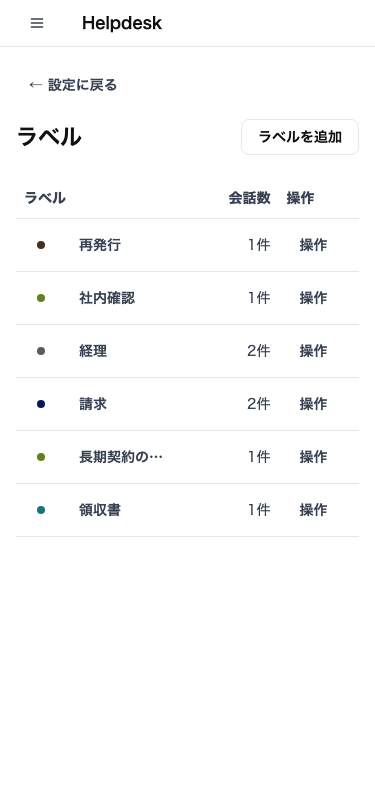 Helpdesk
← 設定に戻る
ラベル
ラベルを追加
ラベル 会話数 操作
再発行 1件 操作
社内確認 1件 操作
経理 2件 操作
請求 2件 操作
長期契約の… 1件 操作
領収書 1件 操作